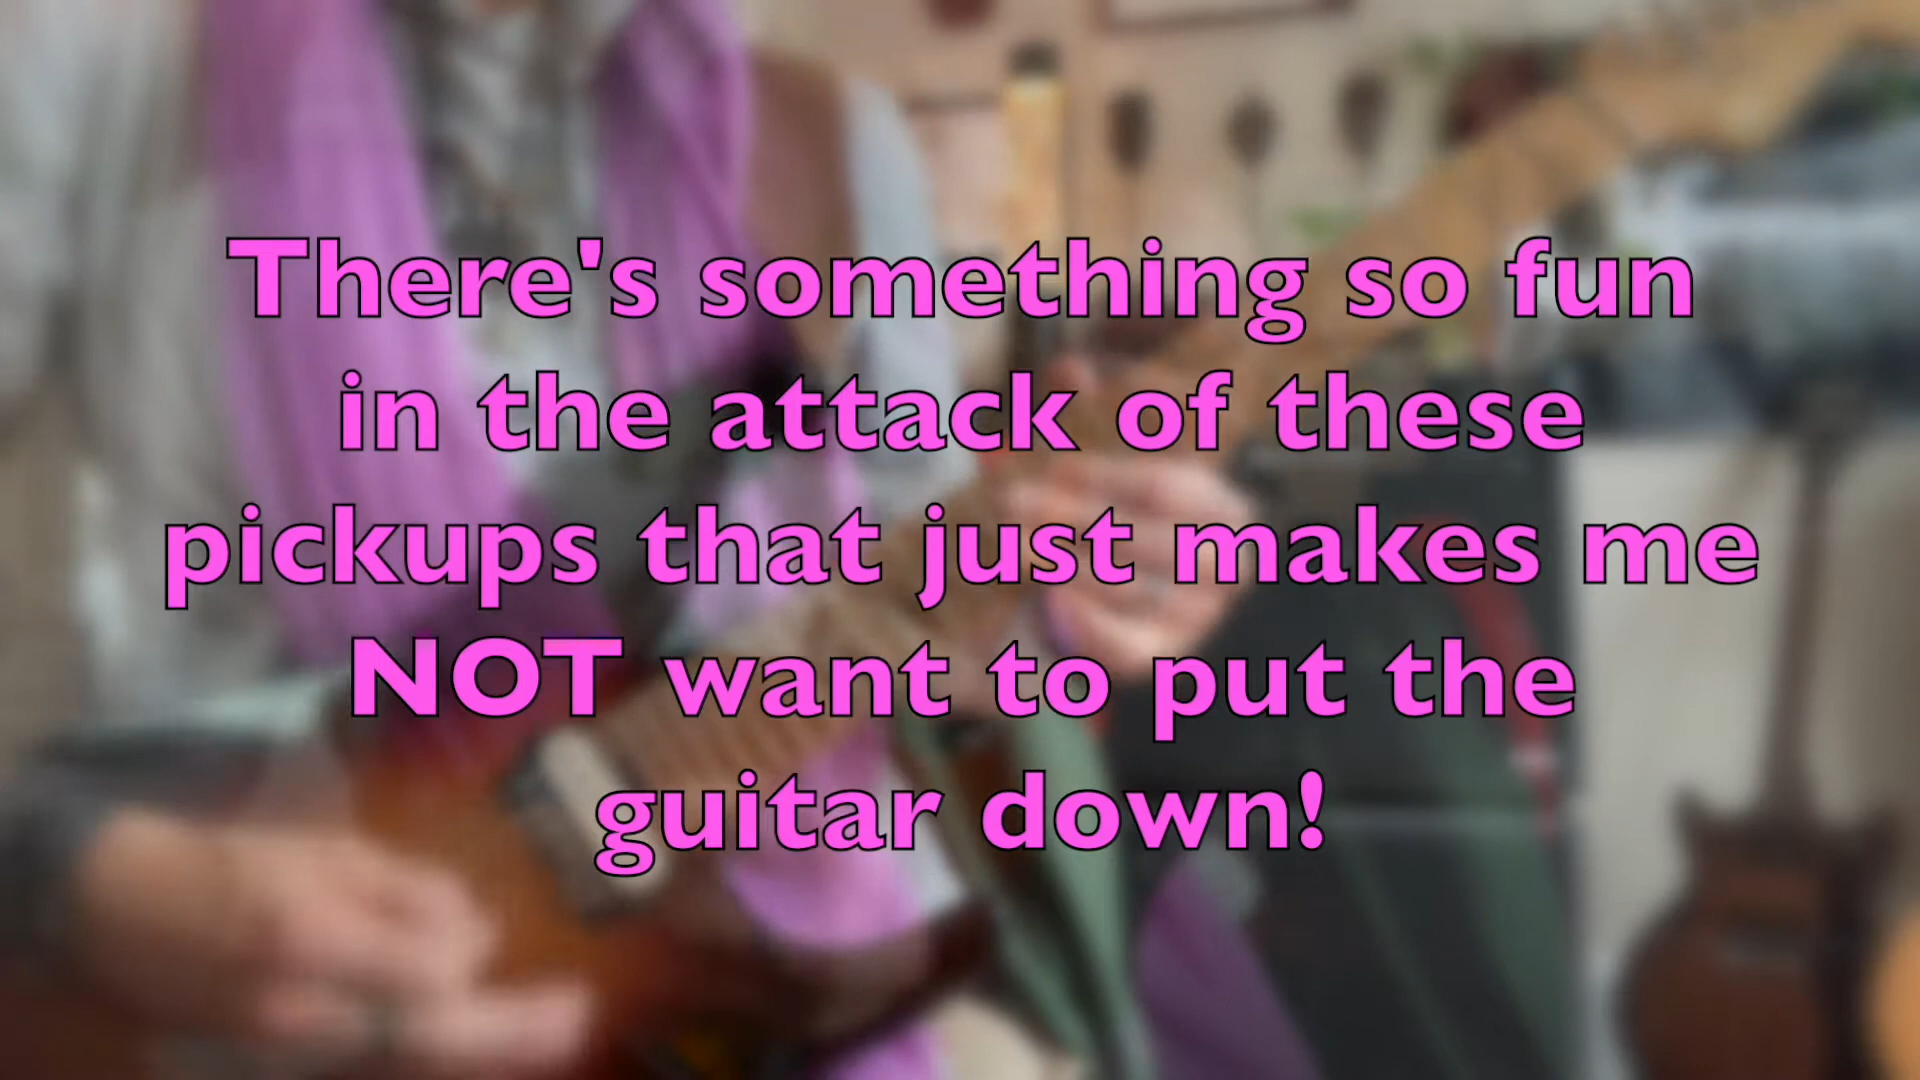 There's something so fun
in the attack of these
pickups that just makes me
NOT want to put the
guitar down!